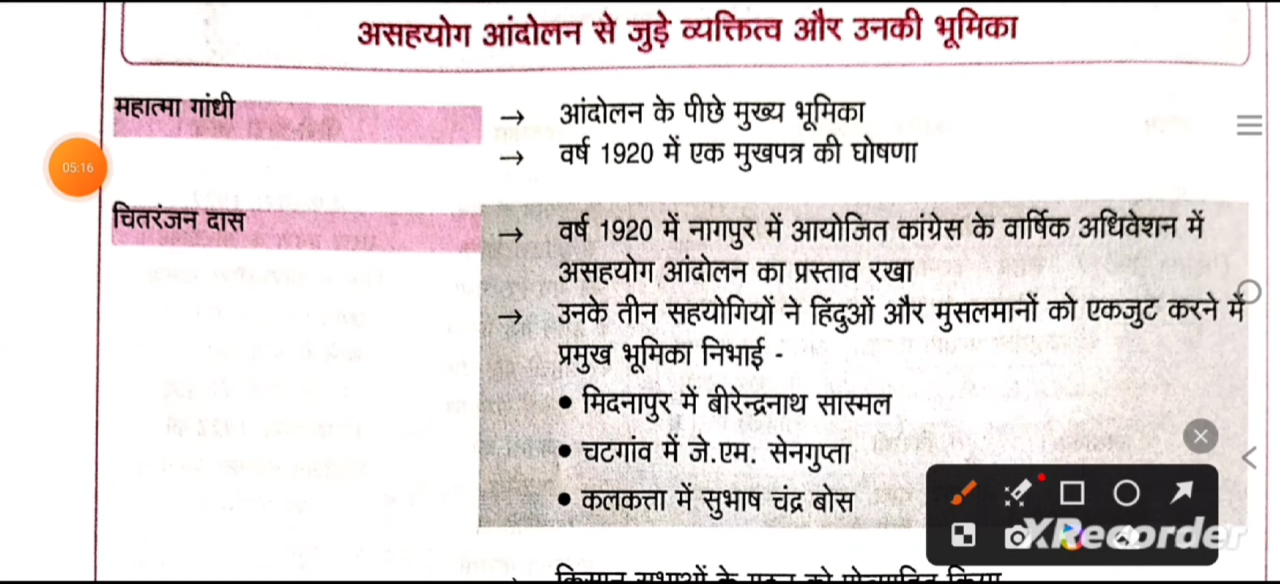 असहयोग आंदोलन से जुड़े व्यक्तित्व और उनकी भूमिका
महात्मा गांधी
→ आंदोलन के पीछे मुख्य भूमिका
→ वर्ष 1920 में एक मुखपत्र की घोषणा
05:16
चितरंजन दास
→ वर्ष 1920 में नागपुर में आयोजित कांग्रेस के वार्षिक अधिवेशन में
असहयोग आंदोलन का प्रस्ताव रखा
→ उनके तीन सहयोगियों ने हिंदुओं और मुसलमानों को एकजुट करने में
प्रमुख भूमिका निभाई -
• मिदनापुर में बीरेन्द्रनाथ सास्मल
• चटगांव में जे.एम. सेनगुप्ता
• कलकत्ता में सुभाष चंद्र बोस
XRecorder